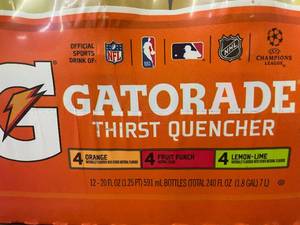 OFFICIAL
SPORTS
DRINK OF:
NFL
NHL
CHAMPIONS
LEAGUE
G
GATORADE
THIRST QUENCHER
4 ORANGE
4 FRUIT PUNCH
4 LEMON-LIME
12 - 20 FL OZ (1.25 PT) 591 mL BOTTLES (TOTAL 240 FL OZ (1.8 GAL) 7 L)